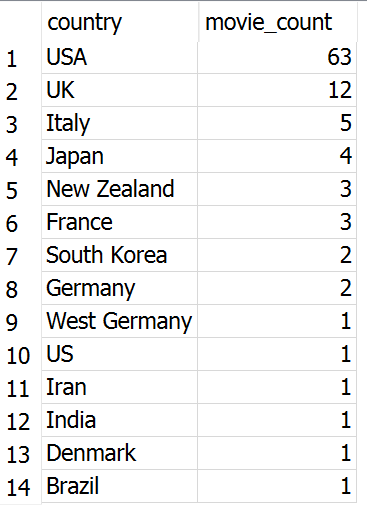 country movie_count
1 USA 63
2 UK 12
3 Italy 5
4 Japan 4
5 New Zealand 3
6 France 3
7 South Korea 2
8 Germany 2
9 West Germany 1
10 US 1
11 Iran 1
12 India 1
13 Denmark 1
14 Brazil 1